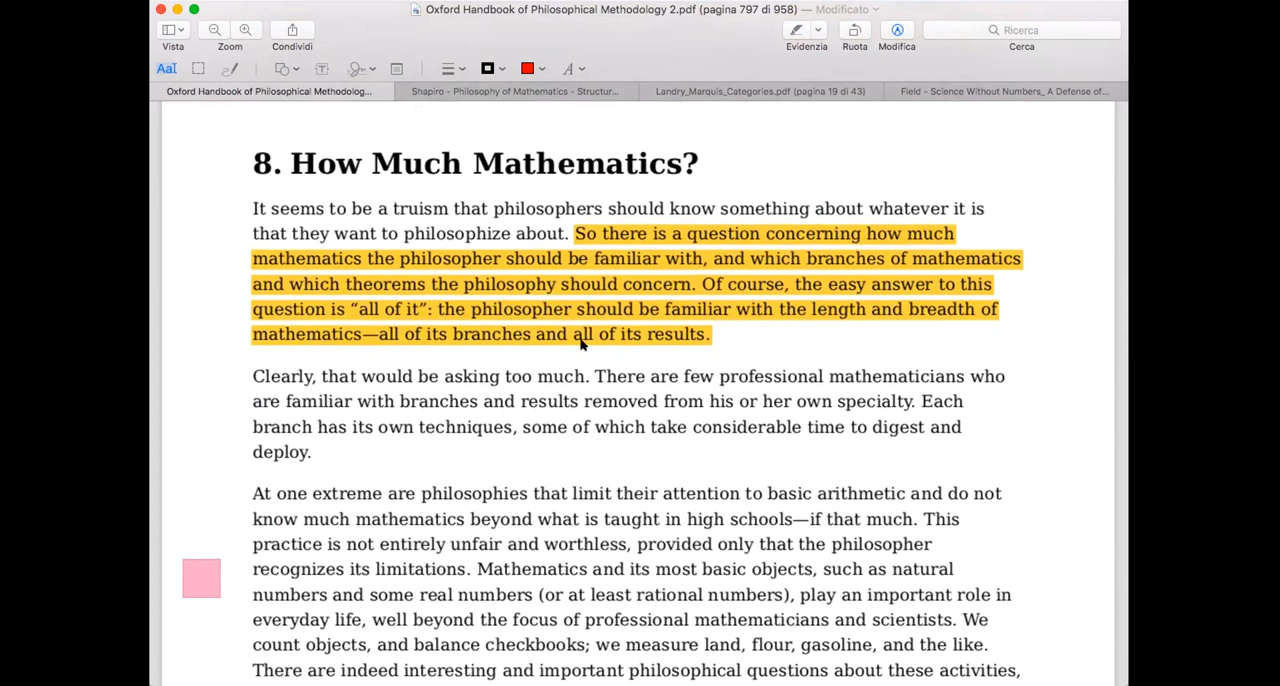 Oxford Handbook of Philosophical Methodology 2.pdf (pagina 797 di 958) — Modificato
Vista
Zoom
Condividi
Evidenzia
Ruota
Modifica
Ricerca
Cerca
AaI
T
A
Oxford Handbook of Philosophical Methodolog...
Shapiro - Philosophy of Mathematics - Structur...
Landry_Marquis_Categories.pdf (pagina 19 di 43)
Field - Science Without Numbers_ A Defense of...
8. How Much Mathematics?
It seems to be a truism that philosophers should know something about whatever it is
that they want to philosophize about. So there is a question concerning how much
mathematics the philosopher should be familiar with, and which branches of mathematics
and which theorems the philosophy should concern. Of course, the easy answer to this
question is “all of it”: the philosopher should be familiar with the length and breadth of
mathematics—all of its branches and all of its results.
Clearly, that would be asking too much. There are few professional mathematicians who
are familiar with branches and results removed from his or her own specialty. Each
branch has its own techniques, some of which take considerable time to digest and
deploy.
At one extreme are philosophies that limit their attention to basic arithmetic and do not
know much mathematics beyond what is taught in high schools—if that much. This
practice is not entirely unfair and worthless, provided only that the philosopher
recognizes its limitations. Mathematics and its most basic objects, such as natural
numbers and some real numbers (or at least rational numbers), play an important role in
everyday life, well beyond the focus of professional mathematicians and scientists. We
count objects, and balance checkbooks; we measure land, flour, gasoline, and the like.
There are indeed interesting and important philosophical questions about these activities,